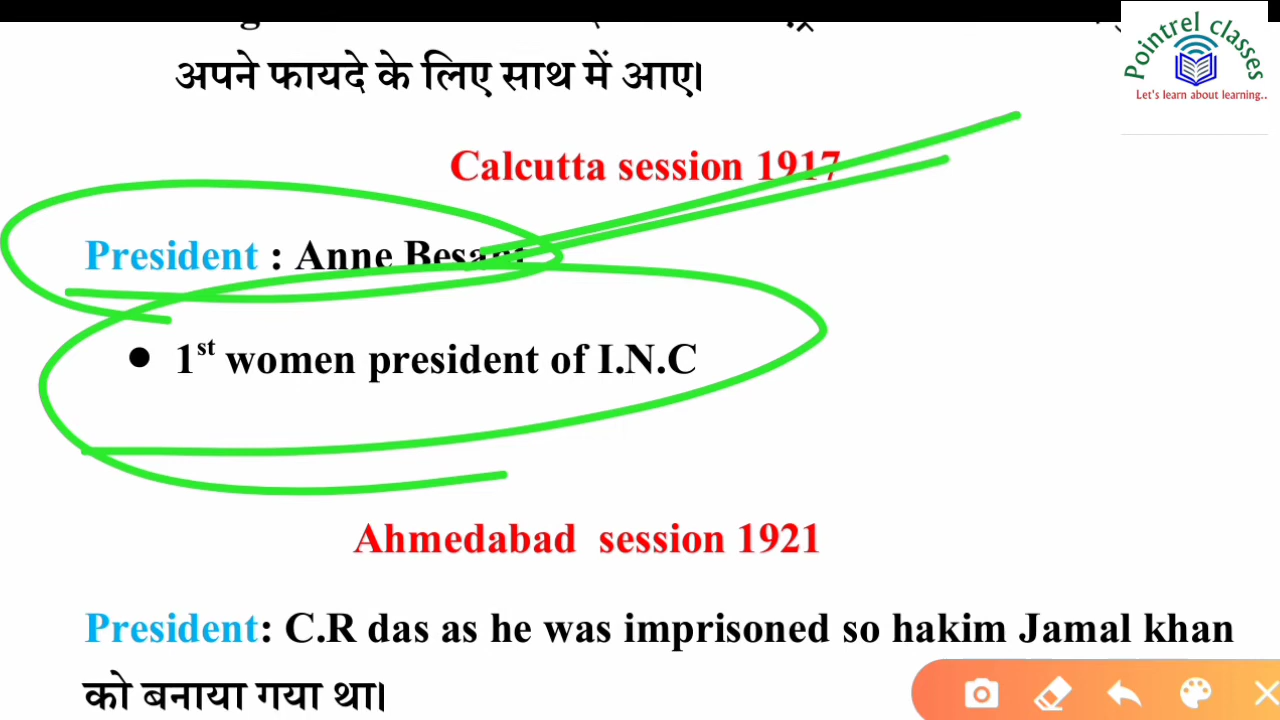 Pointrel classes
Let's learn about learning..
अपने फायदे के लिए साथ में आए।
Calcutta session 1917
President : Anne Besant
● 1st women president of I.N.C
Ahmedabad session 1921
President: C.R das as he was imprisoned so hakim Jamal khan
को बनाया गया था।